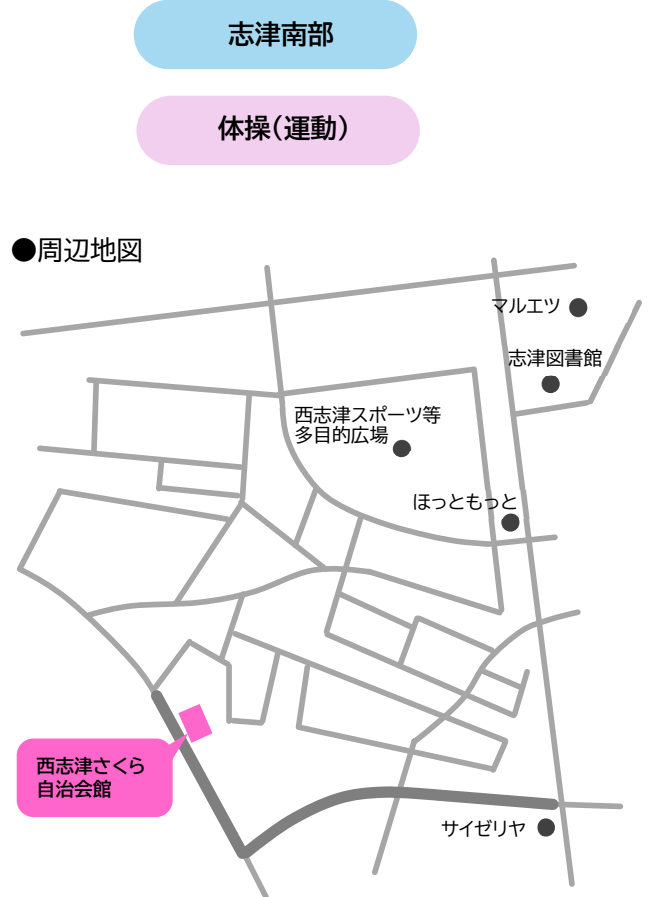 志津南部
体操(運動)
●周辺地図
マルエツ
志津図書館
西志津スポーツ等
多目的広場
ほっともっと
西志津さくら
自治会館
サイゼリヤ